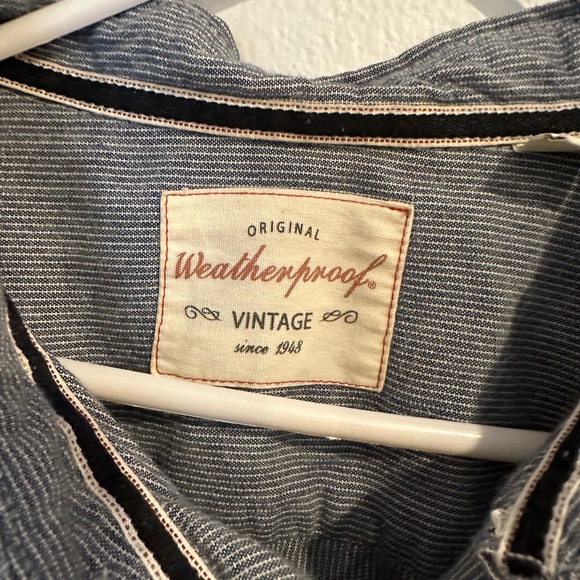 ORIGINAL
Weatherproof®
VINTAGE
since 1948